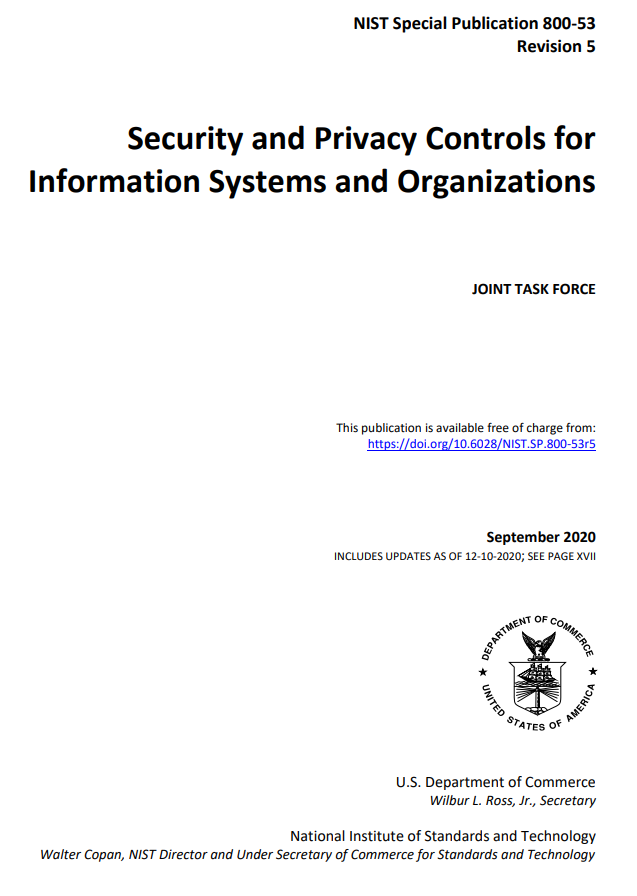 NIST Special Publication 800-53
Revision 5
Security and Privacy Controls for
Information Systems and Organizations
JOINT TASK FORCE
This publication is available free of charge from:
https://doi.org/10.6028/NIST.SP.800-53r5
September 2020
INCLUDES UPDATES AS OF 12-10-2020; SEE PAGE XVII
DEPARTMENT OF COMMERCE
UNITED STATES OF AMERICA
U.S. Department of Commerce
Wilbur L. Ross, Jr., Secretary
National Institute of Standards and Technology
Walter Copan, NIST Director and Under Secretary of Commerce for Standards and Technology